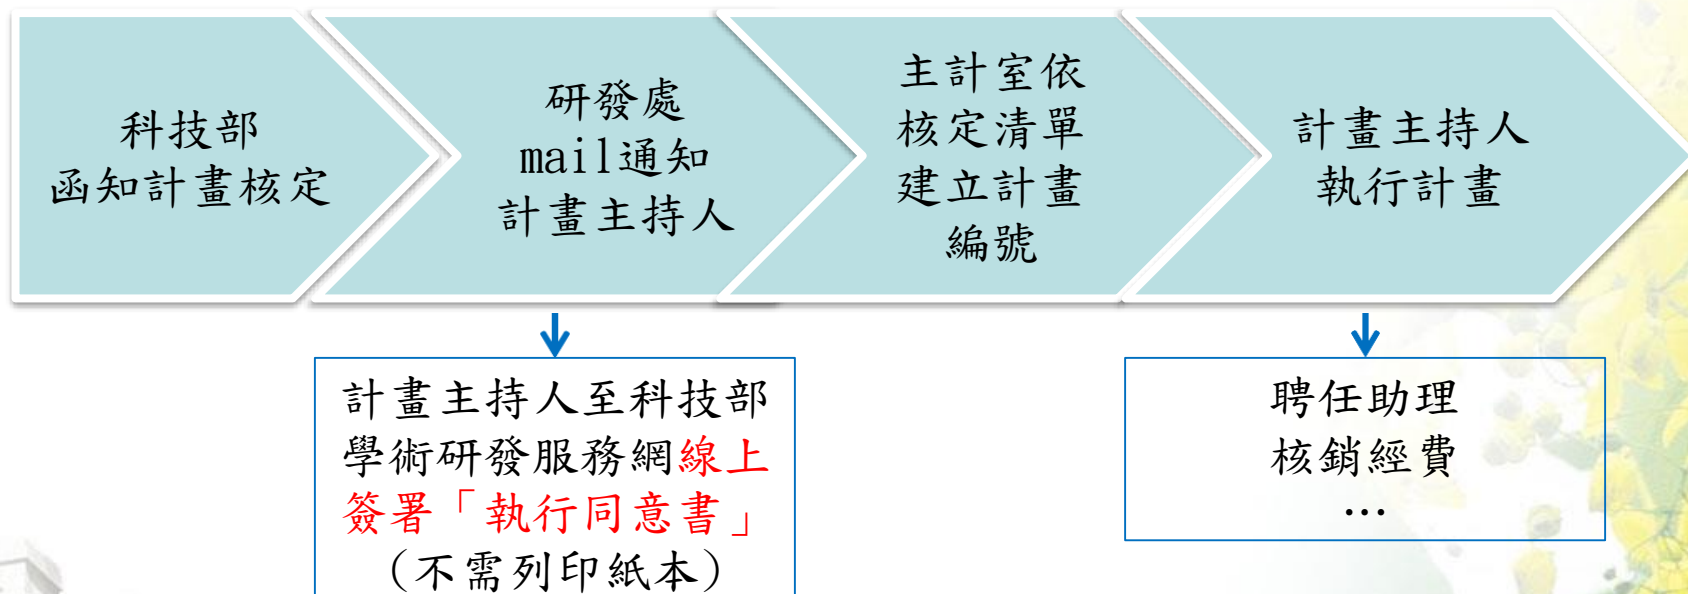 科技部
函知計畫核定
研發處
mail通知
計畫主持人
主計室依
核定清單
建立計畫
編號
計畫主持人
執行計畫
計畫主持人至科技部
學術研發服務網線上
簽署「執行同意書」
(不需列印紙本)
聘任助理
核銷經費
...